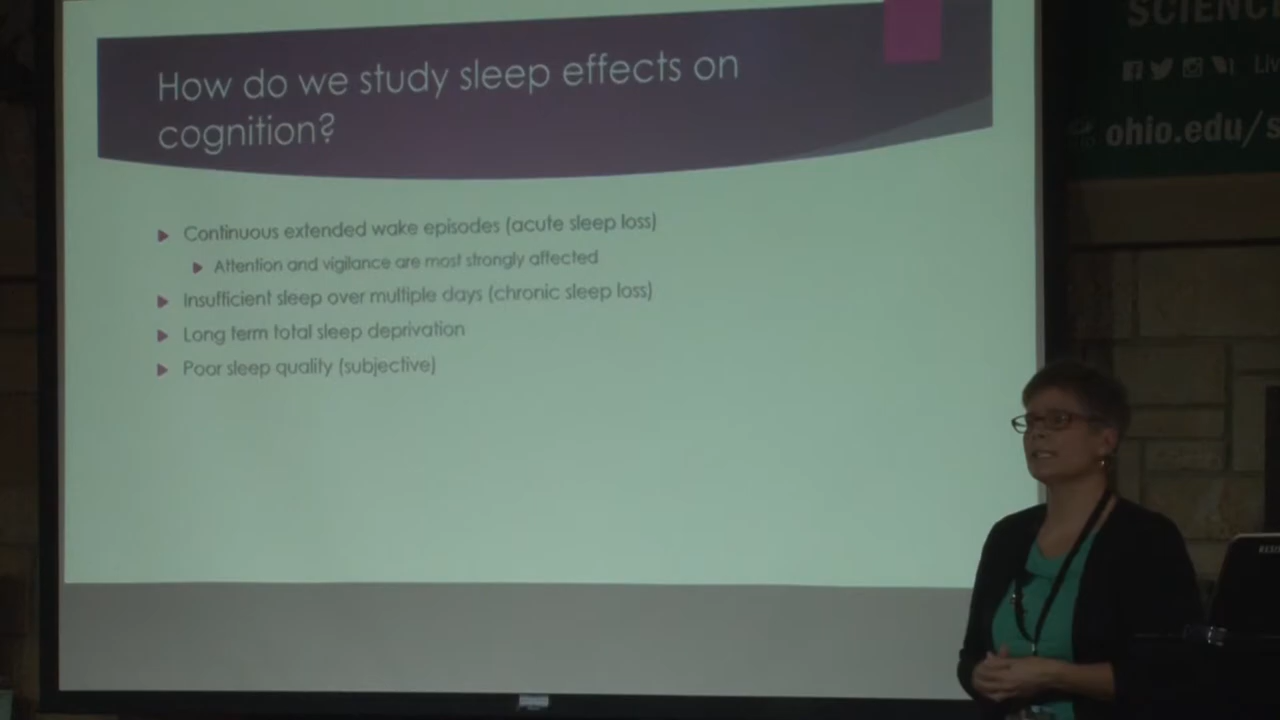 How do we study sleep effects on
cognition?
Continuous extended wake episodes (acute sleep loss)
Attention and vigilance are most strongly affected
Insufficient sleep over multiple days (chronic sleep loss)
Long term total sleep deprivation
Poor sleep quality (subjective)
SCIENC
Liv
ohio.edu/s